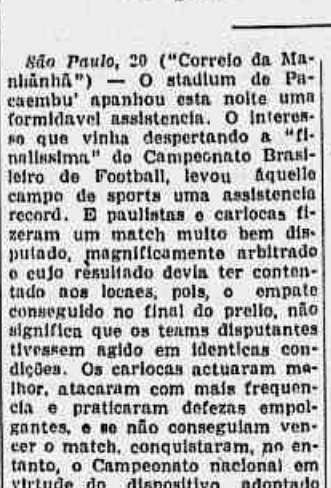 São Paulo, 20 ("Correio da Ma-
nhãnhã") — O stadium de Pa-
caembu' apanhou esta noite uma
formidavel assistencia. O interes-
se que vinha despertando a "fi-
nalissima" do Campeonato Brasi-
leiro de Football, levou áquelle
campo de sports uma assistencia
record. E paulistas e cariocas fi-
zeram um match muito bem dis-
putado, magnificamente arbitrado
e cujo resultado devia ter conten-
tado aos locaes, pois, o empate
conseguido no final do prelio, não
significa que os teams disputantes
tivessem agido em identicas con-
dições. Os cariocas actuaram me-
lhor, atacaram com mais frequen-
cia e praticaram defezas empol-
gantes, e se não conseguiam ven-
cer o match, conquistaram, no en-
tanto, o Campeonato nacional em
virtude do dispositivo adoptado